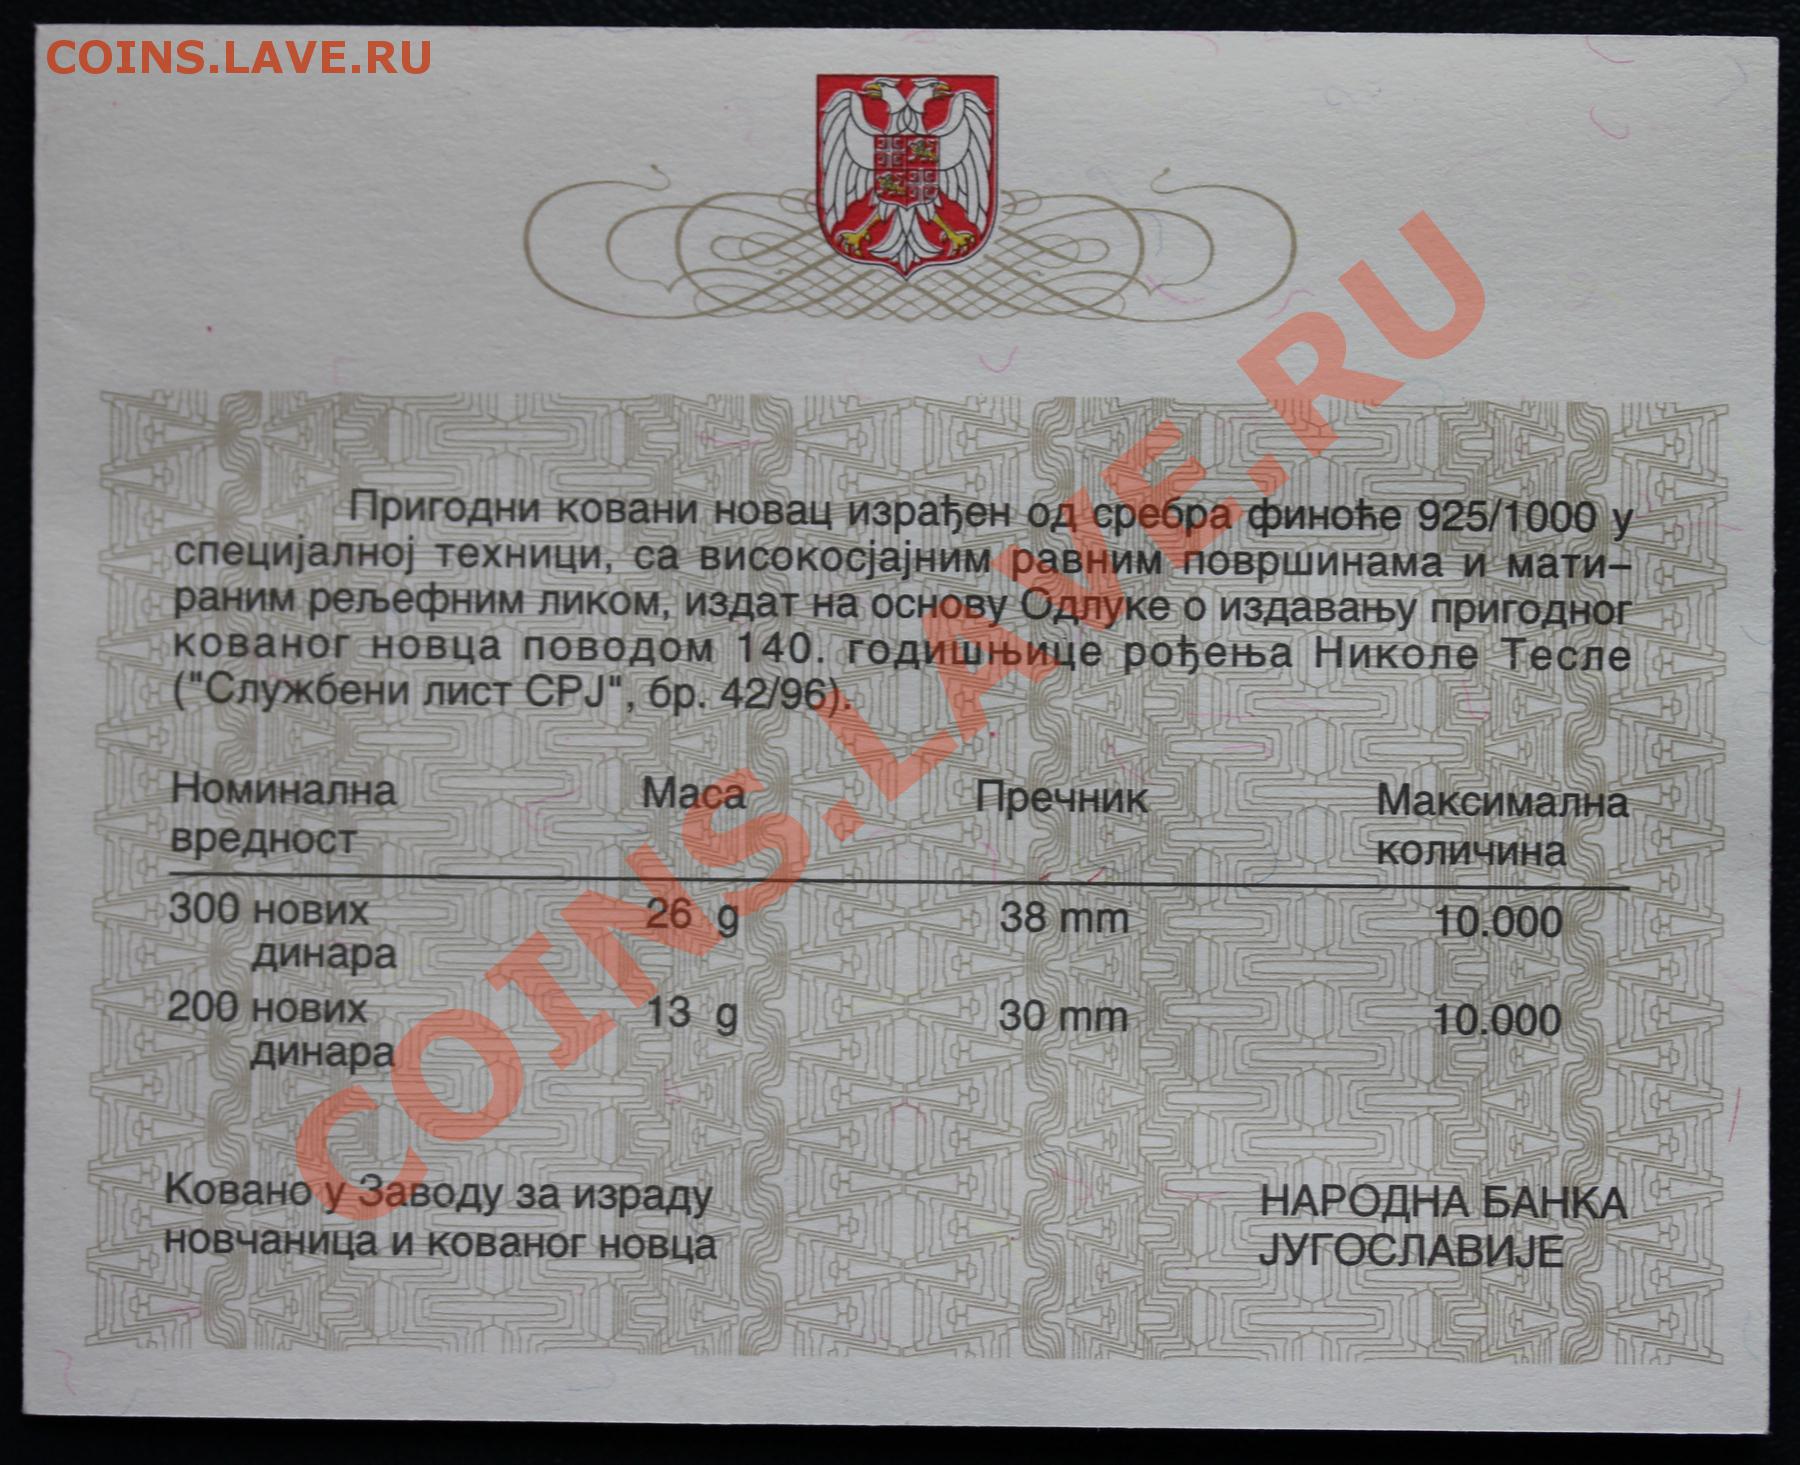 COINS.LAVE.RU
Пригодни ковани новац израђен од сребра финоће 925/1000 у
специјалној техници, са високосјајним равним површинама и мати–
раним рељефним ликом, издат на основу Одлуке о издавању пригодног
кованог новца поводом 140. годишњице рођења Николе Тесле
("Службени лист СРЈ", бр. 42/96).
Номинална вредност Маса Пречник Максимална количина
300 нових динара 26 g 38 mm 10.000
200 нових динара 13 g 30 mm 10.000
Ковано у Заводу за израду
новчаница и кованог новца
НАРОДНА БАНКА
ЈУГОСЛАВИЈЕ
COINS.LAVE.RU